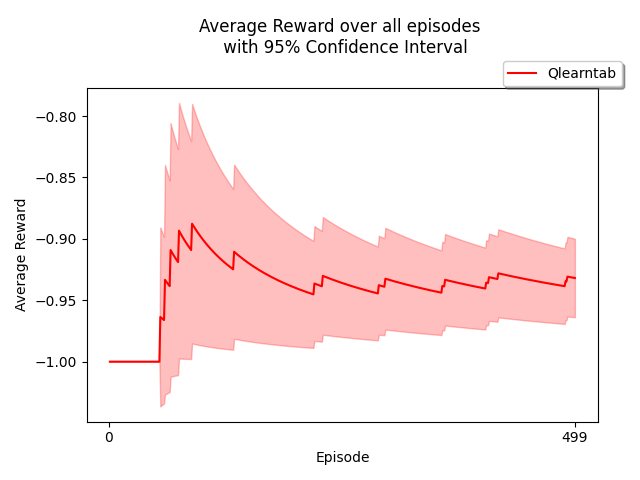 Average Reward over all episodes
with 95% Confidence Interval
Qlearntab
−0.80
−0.85
−0.90
−0.95
−1.00
Average Reward
0
499
Episode